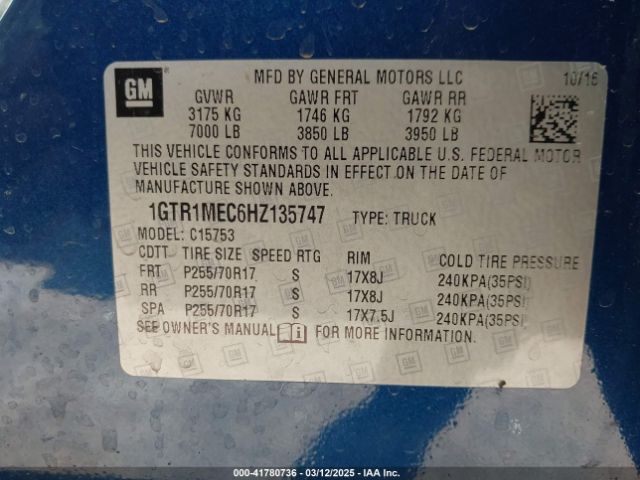 GM
MFD BY GENERAL MOTORS LLC 10/16
GVWR GAWR FRT GAWR RR
3175 KG 1746 KG 1792 KG
7000 LB 3850 LB 3950 LB
THIS VEHICLE CONFORMS TO ALL APPLICABLE U.S. FEDERAL MOTOR
VEHICLE SAFETY STANDARDS IN EFFECT ON THE DATE OF
MANUFACTURE SHOWN ABOVE.
1GTR1MEC6HZ135747 TYPE: TRUCK
MODEL: C15753
CDTT TIRE SIZE SPEED RTG RIM COLD TIRE PRESSURE
FRT P255/70R17 S 17X8J 240KPA(35PSI)
RR P255/70R17 S 17X8J 240KPA(35PSI)
SPA P255/70R17 S 17X7.5J 240KPA(35PSI)
SEE OWNER'S MANUAL FOR MORE INFORMATION.
000-41780736 - 03/12/2025 - IAA Inc.